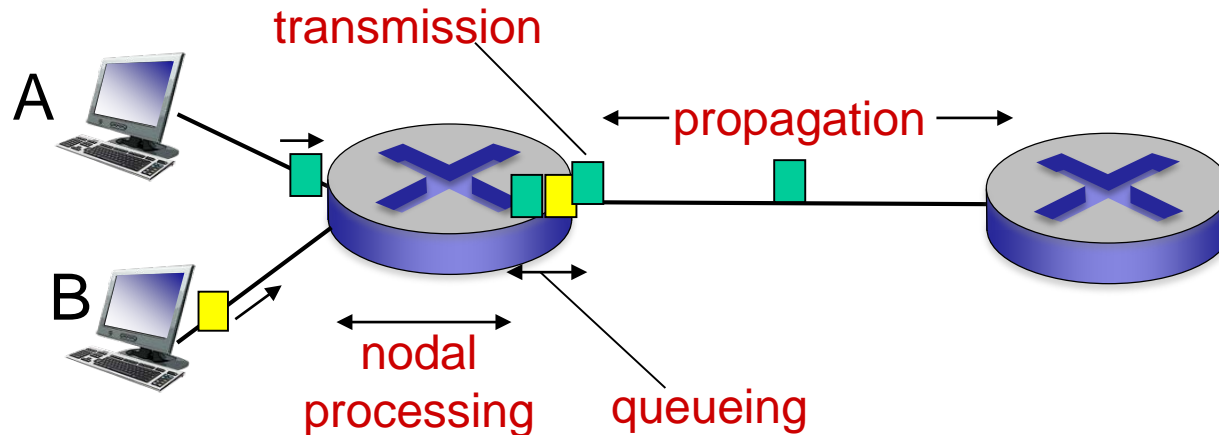 transmission
A
propagation
B
nodal
processing
queueing